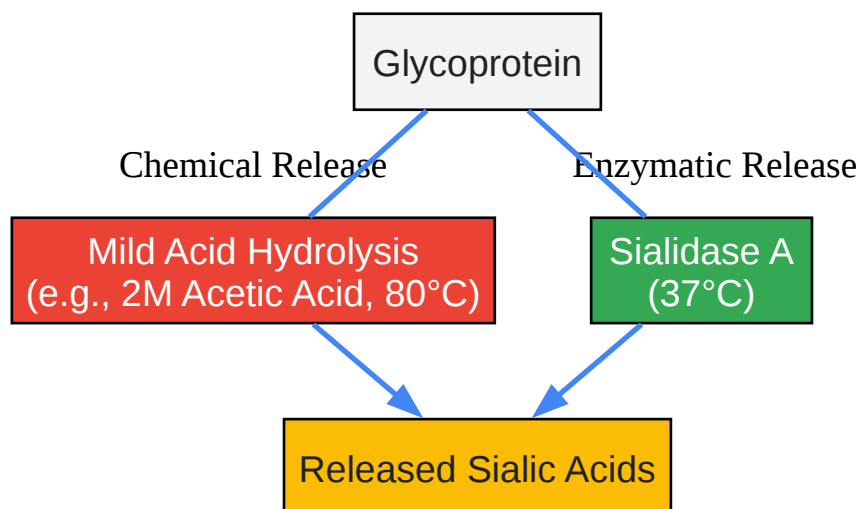 Glycoprotein
Chemical Release
Enzymatic Release
Mild Acid Hydrolysis
(e.g., 2M Acetic Acid, 80°C)
Sialidase A
(37°C)
Released Sialic Acids